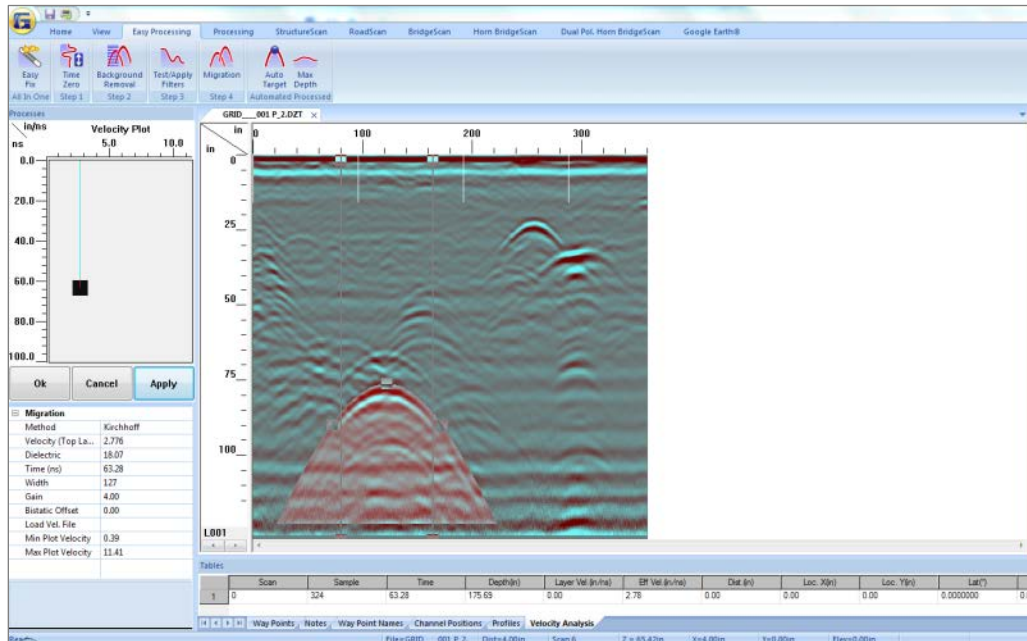 Home View Easy Processing Processing StructureScan RoadScan BridgeScan Horn BridgeScan Dual Pol. Horn BridgeScan Google Earth®
Easy Fix Time Zero Background Removal Test/Apply Filters Migration Auto Target Max Depth
All In One Step 1 Step 2 Step 3 Step 4 Automated Processed
Processes
GRID___001 P_2.DZT
in/ns Velocity Plot
ns 5.0 10.0
0.0
20.0
40.0
60.0
80.0
100.0
in 0 100 200 300
in
0
25
50
75
100
L001
Ok Cancel Apply
Migration
Method Kirchhoff
Velocity (Top La... 2.776
Dielectric 18.07
Time (ns) 63.28
Width 127
Gain 4.00
Bistatic Offset 0.00
Load Vel. File
Min Plot Velocity 0.39
Max Plot Velocity 11.41
Tables
Scan Sample Time Depth(in) Layer Vel (in/ns) Eff Vel (in/ns) Dist (in) Loc. X(in) Loc. Y(in) Lat(°)
1 0 324 63.28 175.69 0.00 2.78 0.00 0.00 0.00 0.0000000
Way Points Notes Way Point Names Channel Positions Profiles Velocity Analysis